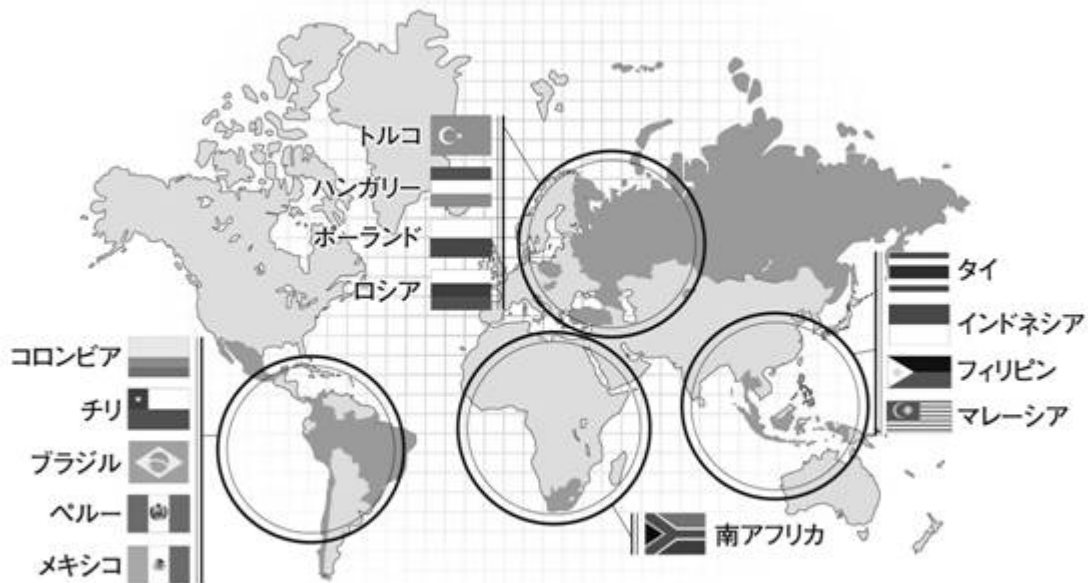 トルコ
ハンガリー
ポーランド
ロシア
タイ
インドネシア
フィリピン
マレーシア
コロンビア
チリ
ブラジル
ペルー
メキシコ
南アフリカ